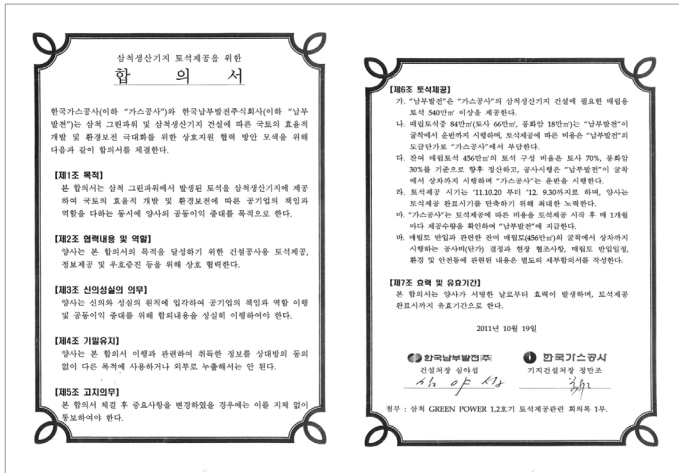 삼척생산기지 토석제공을 위한
합 의 서
한국가스공사(이하 "가스공사")와 한국남부발전주식회사(이하 "남부
발전")는 삼척 그린파워 및 삼척생산기지 건설에 따른 국토의 효율적
개발 및 환경보전 극대화를 위한 상호지원 협력 방안 모색을 위해
다음과 같이 합의서를 체결한다.
[제1조 목적]
본 합의서는 삼척 그린파워에서 발생된 토석을 삼척생산기지에 제공
하여 국토의 효율적 개발 및 환경보전에 따른 공기업의 책임과
역할을 다하는 동시에 양사의 공동이익 증대를 목적으로 한다.
[제2조 협력내용 및 역할]
양사는 본 합의서의 목적을 달성하기 위한 건설공사용 토석제공,
정보제공 및 우호증진 등을 위해 상호 협력한다.
[제3조 신의성실의 의무]
양사는 신의와 성실의 원칙에 입각하여 공기업의 책임과 역할 이행
및 공동이익 증대를 위해 합의내용을 성실히 이행하여야 한다.
[제4조 기밀유지]
양사는 본 합의서 이행과 관련하여 취득한 정보를 상대방의 동의
없이 다른 목적에 사용하거나 외부로 누출해서는 안 된다.
[제5조 고지의무]
본 합의서 체결 후 중요사항을 변경하였을 경우에는 이를 지체 없이
통보하여야 한다.
[제6조 토석제공]
가. "남부발전"은 "가스공사"의 삼척생산기지 건설에 필요한 매립용
토석 540만㎥ 이상을 제공한다.
나. 매립토석중 84만㎥(토사 66만㎥, 풍화암 18만㎥)는 "남부발전"이
굴착에서 운반까지 시행하며, 토석제공에 따른 비용은 "남부발전"의
도급단가로 "가스공사"에서 부담한다.
다. 잔여 매립토석 456만㎥의 토석 구성 비율은 토사 70%, 풍화암
30%를 기준으로 향후 정산하고, 공사시행은 "남부발전"이 굴착
에서 상차까지 시행하며 "가스공사"는 운반을 시행한다.
라. 토석제공 시기는 '11.10.20 부터 '12. 9.30까지로 하며, 양사는
토석제공 완료시기를 단축하기 위해 최대한 노력한다.
마. "가스공사"는 토석제공에 따른 비용을 토석제공 시작 후 매 1개월
마다 제공수량을 확인하여 "남부발전"에 지급한다.
바. 매립토 반입과 관련한 잔여 매립토(456만㎥)의 굴착에서 상차까지
시행하는 공사비(단가) 결정과 현장 협조사항, 매립토 반입일정,
환경 및 안전등에 관련된 내용은 별도의 세부합의서를 작성한다.
[제7조 효력 및 유효기간]
본 합의서는 양사가 서명한 날로부터 효력이 발생하며, 토석제공
완료시까지 유효기간으로 한다.
2011년 10월 19일
한국남부발전(주) 한국가스공사
건설처장 심야섭 기지건설처장 정만조
심 야 섭
첨부 : 삼척 GREEN POWER 1,2호기 토석제공관련 회의록 1부.